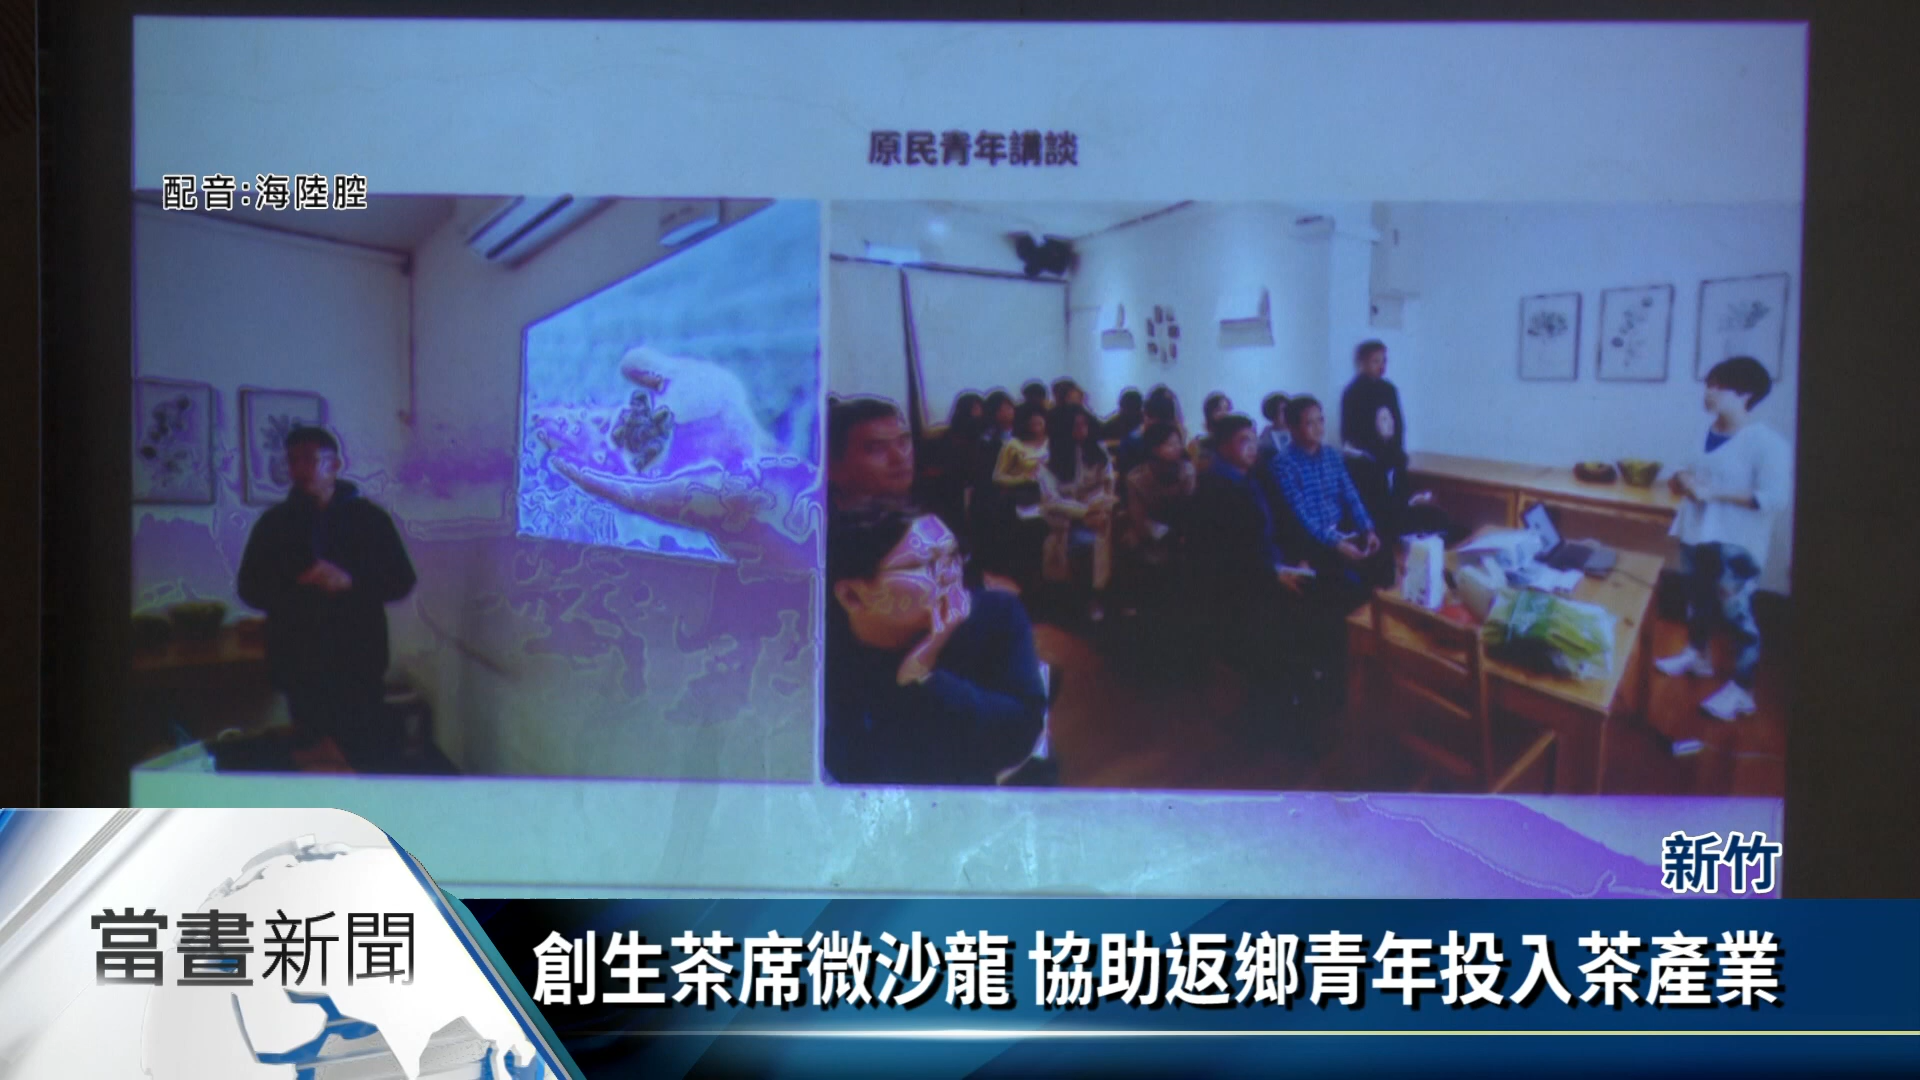 原民青年講談
配音:海陸腔
新竹
當晝新聞
創生茶席微沙龍 協助返鄉青年投入茶產業